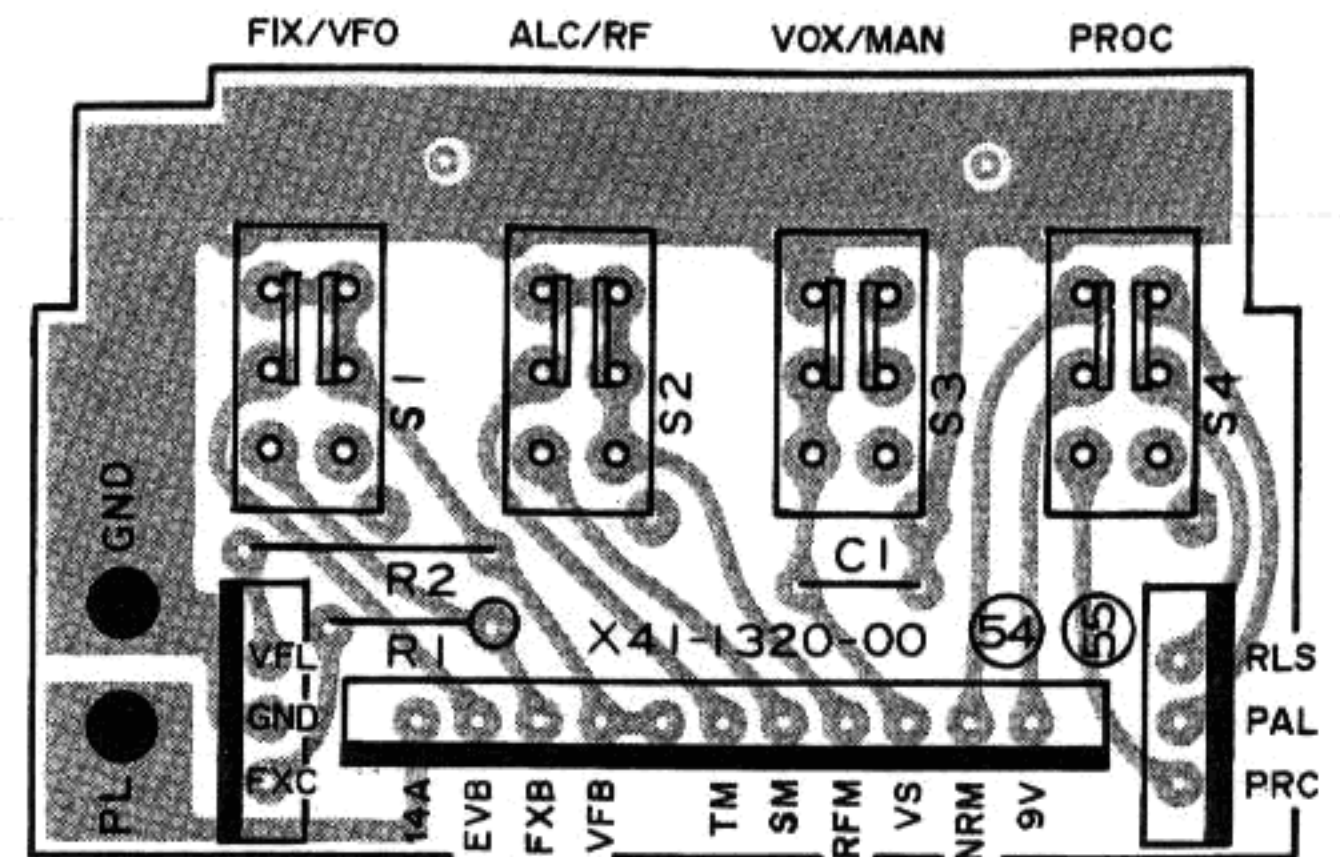 FIX/VFO ALC/RF VOX/MAN PROC
S1
S2
S3
S4
GND
R2
C1
R1
X41-1320-00 54 55
VFL
GND
FXC
PL
RLS
PAL
PRC
14A EVB FXB VFB TM SM RFM VS NRM 9V